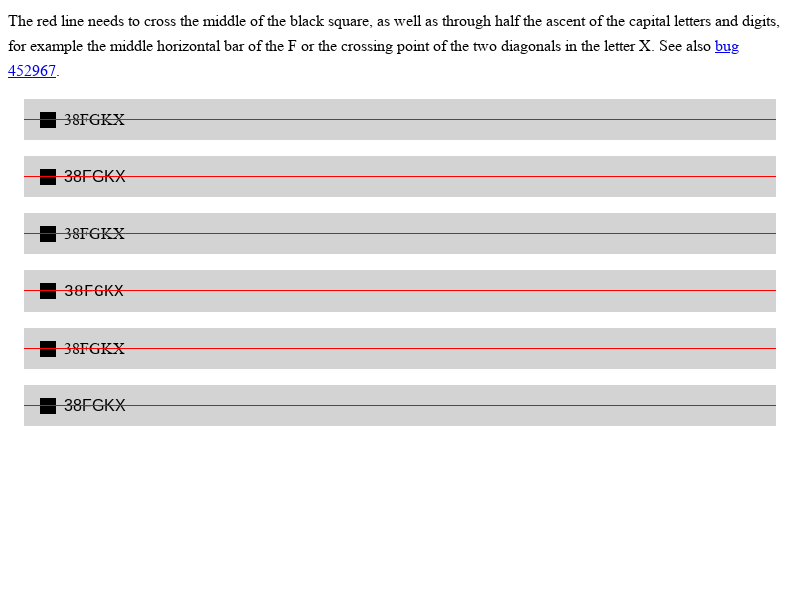 The red line needs to cross the middle of the black square, as well as through half the ascent of the capital letters and digits,
for example the middle horizontal bar of the F or the crossing point of the two diagonals in the letter X. See also bug
452967.
38FGKX
38FGKX
38FGKX
38FGKX
38FGKX
38FGKX